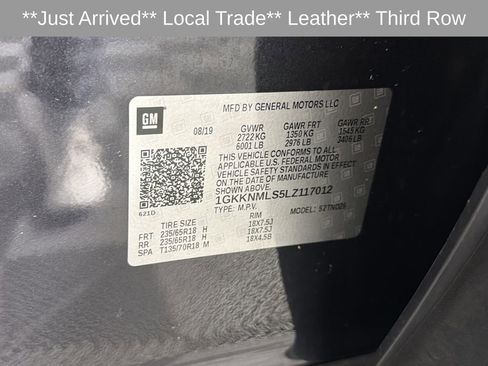 **Just Arrived** Local Trade** Leather** Third Row
GM
MFD BY GENERAL MOTORS LLC
08/19 GVWR GAWR FRT GAWR RR
2722 KG 1350 KG 1545 KG
6001 LB 2976 LB 3406 LB
THIS VEHICLE CONFORMS TO ALL
APPLICABLE U.S. FEDERAL MOTOR
VEHICLE SAFETY STANDARDS IN EFFECT
ON THE DATE OF MANUFACTURE
SHOWN ABOVE.
1GKKNMLS5LZ117012
TYPE: M.P.V. MODEL:
621D
TIRE SIZE RIM
FRT 235/65R18 H 18X7.5J
RR 235/65R18 H 18X7.5J
SPA T135/70R18 M 18X4.5B